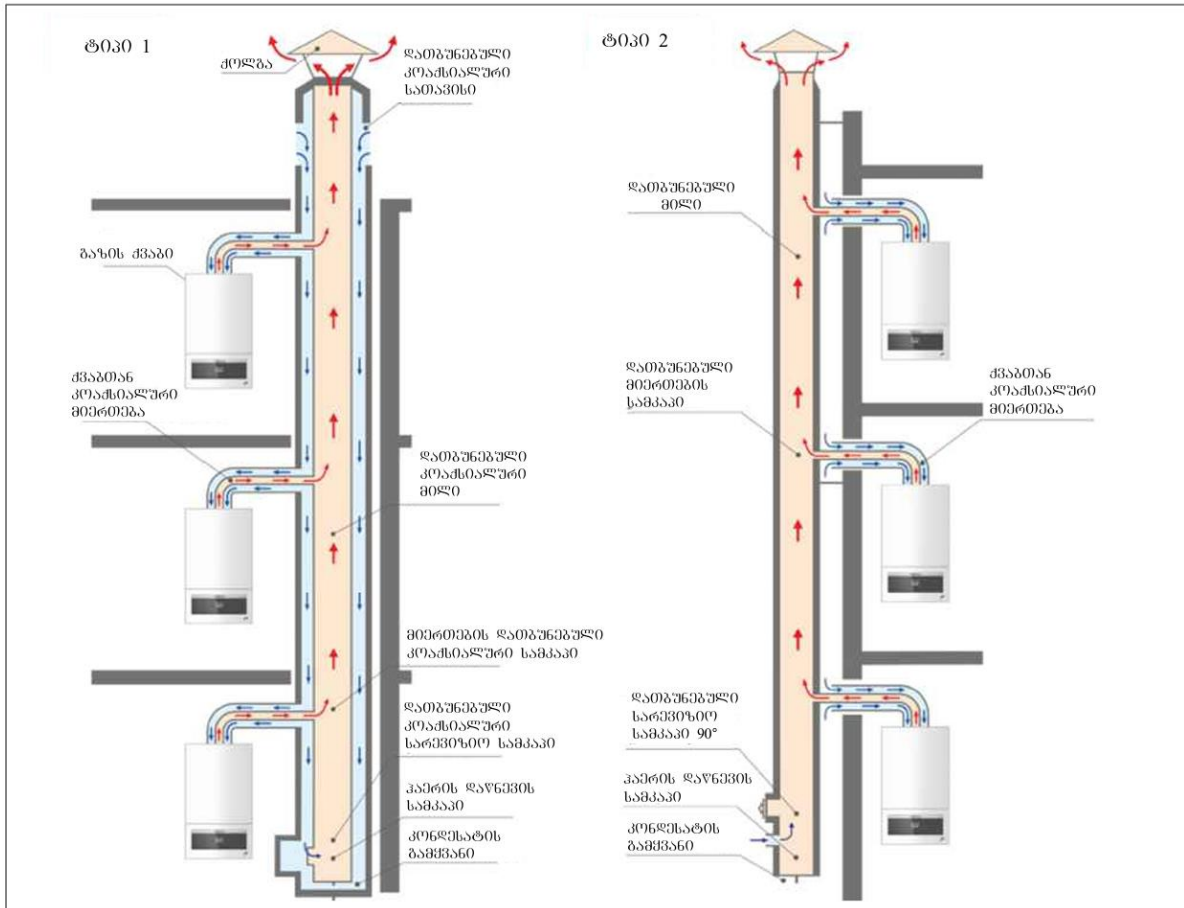 ტიპი 1
ქოლგა
დათბუნებული
კოაქსიალური
სათავისი
გაზის ქვაბი
ქვაბთან
კოაქსიალური
მიერთება
დათბუნებული
კოაქსიალური
მილი
მიერთების დათბუნებული
კოაქსიალური სამკაპი
დათბუნებული
კოაქსიალური
სარევიზიო სამკაპი
ჰაერის დაწნევის
სამკაპი
კონდესატის
გამყვანი
ტიპი 2
დათბუნებული
მილი
დათბუნებული
მიერთების
სამკაპი
ქვაბთან
კოაქსიალური
მიერთება
დათბუნებული
სარევიზიო
სამკაპი 90°
ჰაერის დაწნევის
სამკაპი
კონდესატის
გამყვანი